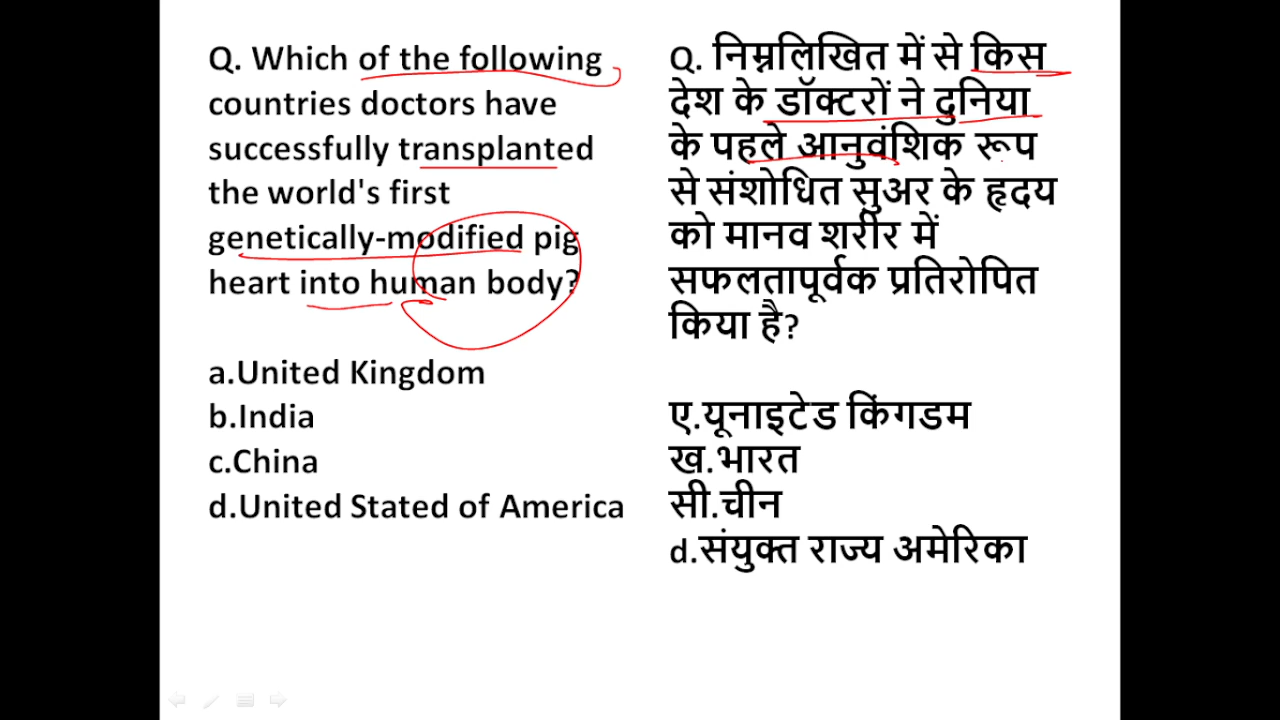 Q. Which of the following
countries doctors have
successfully transplanted
the world's first
genetically-modified pig
heart into human body?
a.United Kingdom
b.India
c.China
d.United Stated of America
Q. निम्नलिखित में से किस
देश के डॉक्टरों ने दुनिया
के पहले आनुवंशिक रूप
से संशोधित सुअर के हृदय
को मानव शरीर में
सफलतापूर्वक प्रतिरोपित
किया है?
ए.यूनाइटेड किंगडम
ख.भारत
सी.चीन
d.संयुक्त राज्य अमेरिका